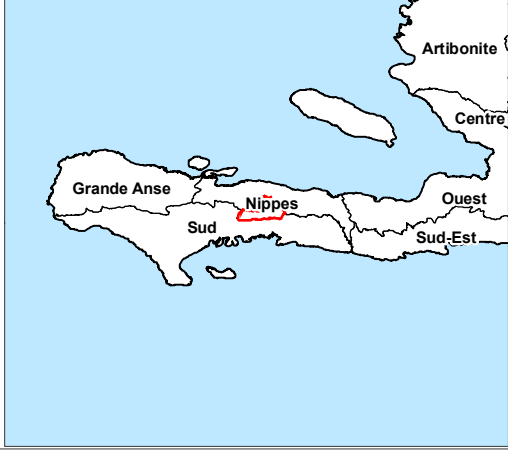 Artibonite
Centre
Grande Anse
Nippes
Ouest
Sud
Sud-Est